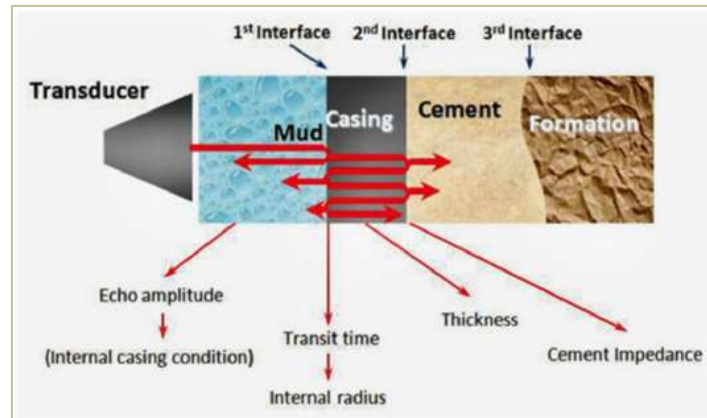 1st Interface 2nd Interface 3rd Interface
Transducer
Mud Casing Cement Formation
Echo amplitude
(Internal casing condition)
Transit time
Internal radius
Thickness
Cement Impedance